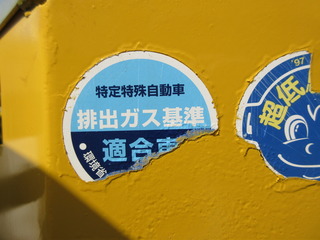 特定特殊自動車
排出ガス基準
適合車
環境省
'97
超低